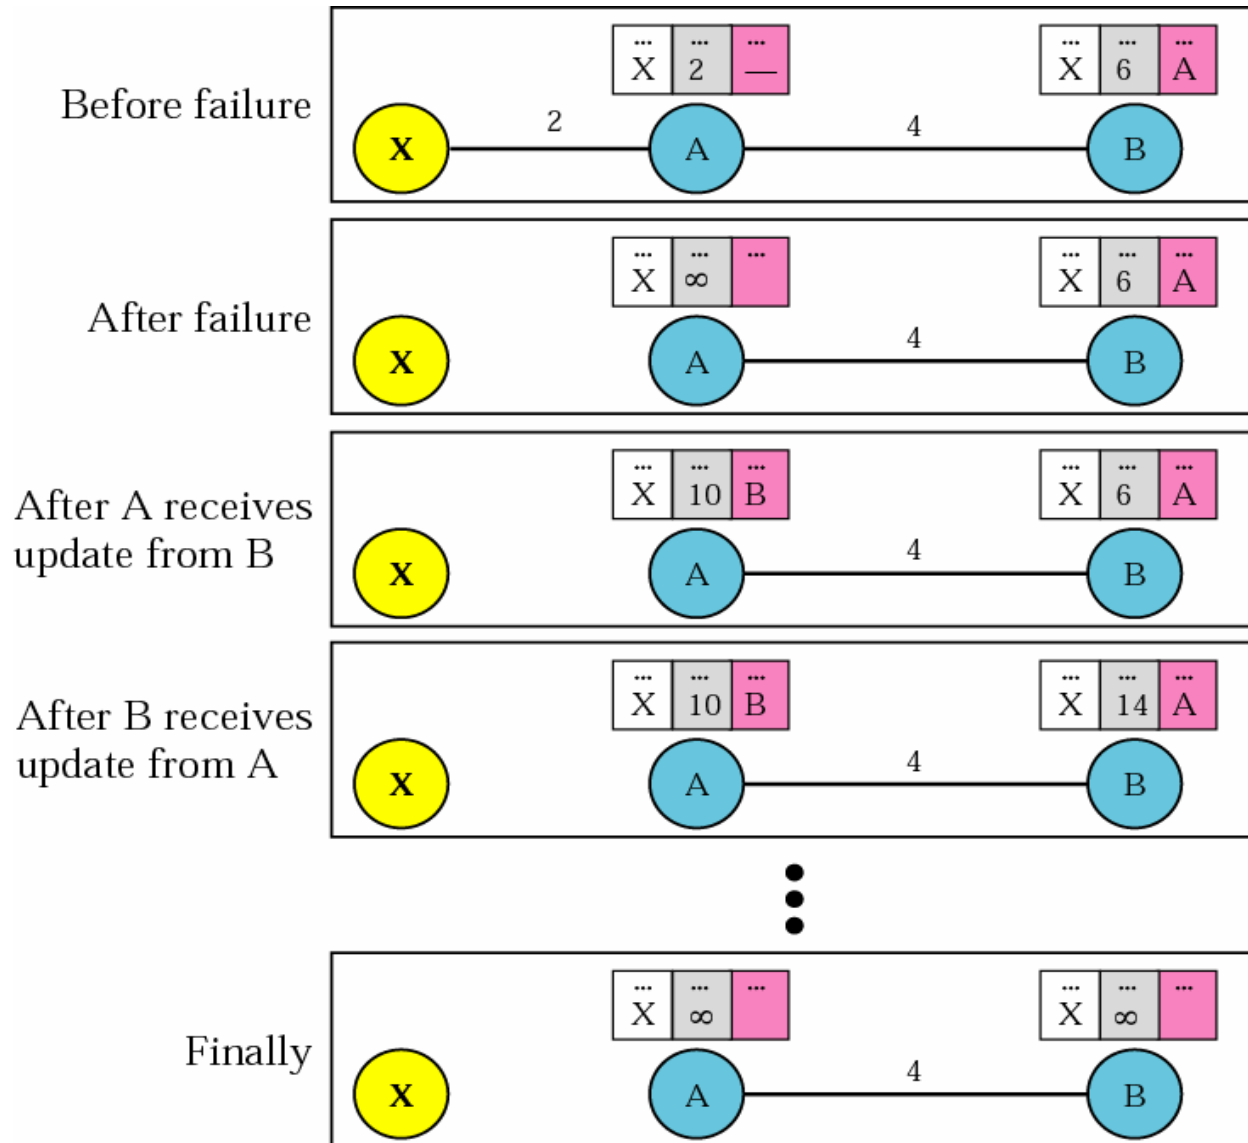 ... ... ... ... ... ...
X 2 — X 6 A
Before failure
2 4
X A B
... ... ... ... ... ...
X ∞ X 6 A
After failure
4
X A B
... ... ... ... ... ...
X 10 B X 6 A
After A receives
update from B
4
X A B
... ... ... ... ... ...
X 10 B X 14 A
After B receives
update from A
4
X A B
... ... ... ... ... ...
X ∞ X ∞
Finally
4
X A B